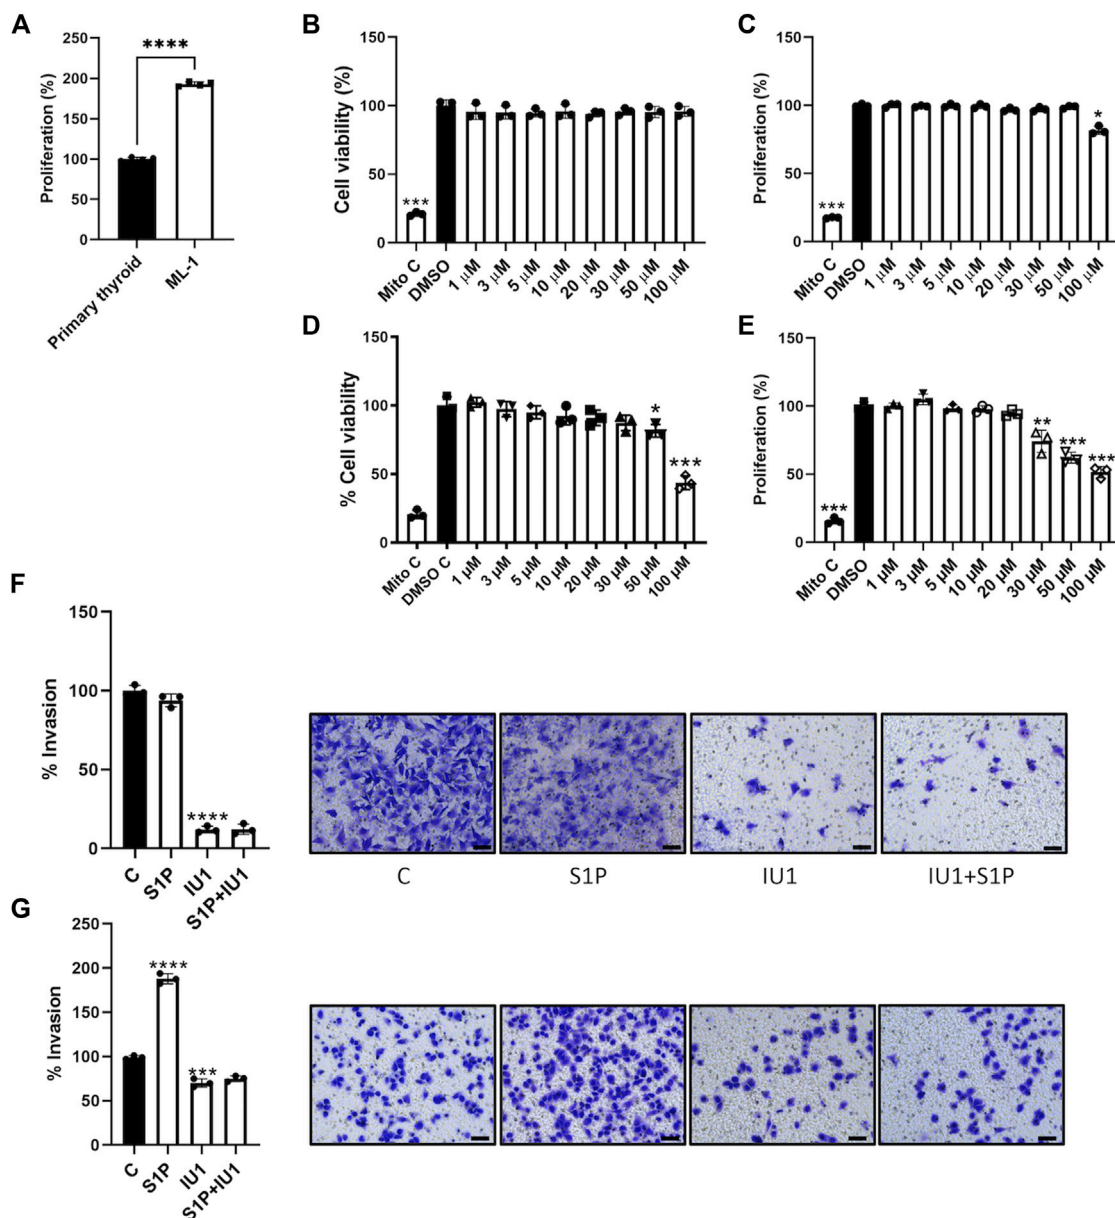 A
Proliferation (%)
250
200
150
100
50
0
****
Primary thyroid
ML-1
B
Cell viability (%)
150
100
50
0
***
Mito C
DMSO
1 μM
3 μM
5 μM
10 μM
20 μM
30 μM
50 μM
100 μM
C
Proliferation (%)
150
100
50
0
***
*
Mito C
DMSO
1 μM
3 μM
5 μM
10 μM
20 μM
30 μM
50 μM
100 μM
D
% Cell viability
150
100
50
0
*
***
Mito C
DMSO C
1 μM
3 μM
5 μM
10 μM
20 μM
30 μM
50 μM
100 μM
E
Proliferation (%)
150
100
50
0
***
**
***
***
Mito C
DMSO
1 μM
3 μM
5 μM
10 μM
20 μM
30 μM
50 μM
100 μM
F
% Invasion
150
100
50
0
****
C
S1P
IU1
S1P+IU1
C
S1P
IU1
IU1+S1P
G
% Invasion
250
200
150
100
50
0
****
***
C
S1P
IU1
S1P+IU1